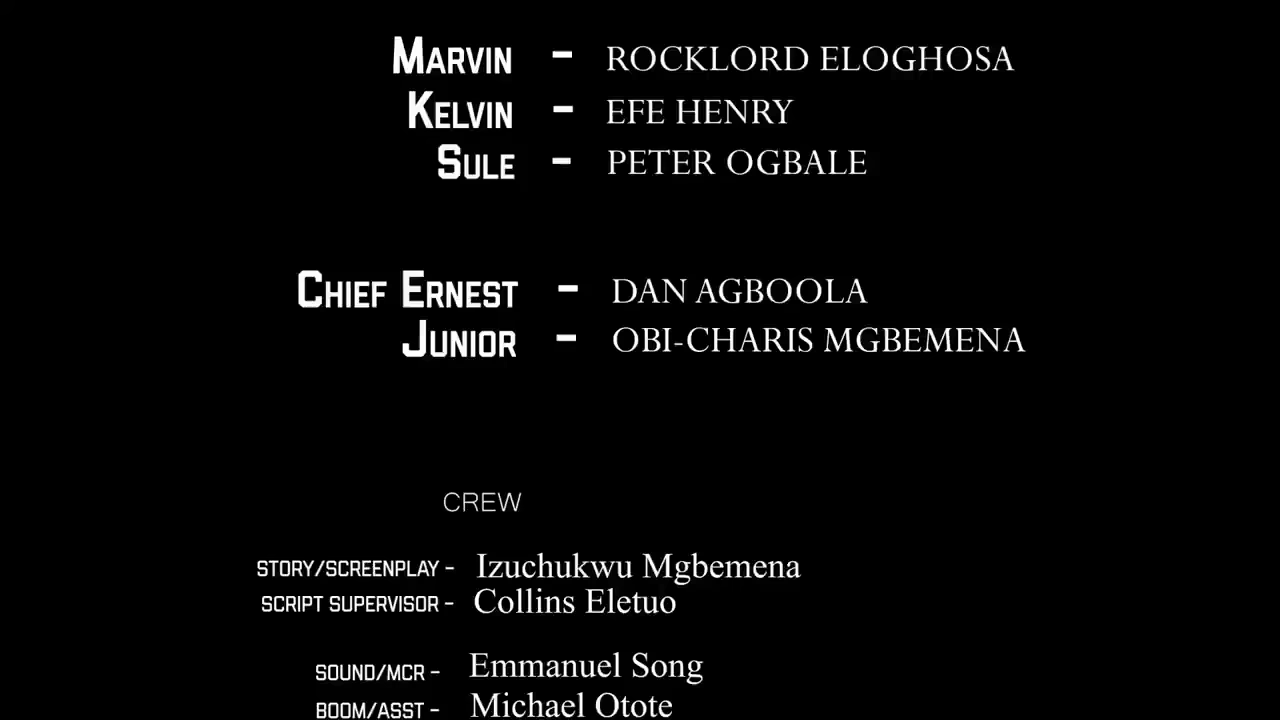 MARVIN - ROCKLORD ELOGHOSA
KELVIN - EFE HENRY
SULE - PETER OGBALE
CHIEF ERNEST - DAN AGBOOLA
JUNIOR - OBI-CHARIS MGBEMENA
CREW
STORY/SCREENPLAY - Izuchukwu Mgbemena
SCRIPT SUPERVISOR - Collins Eletuo
SOUND/MCR - Emmanuel Song
BOOM/ASST - Michael Otote